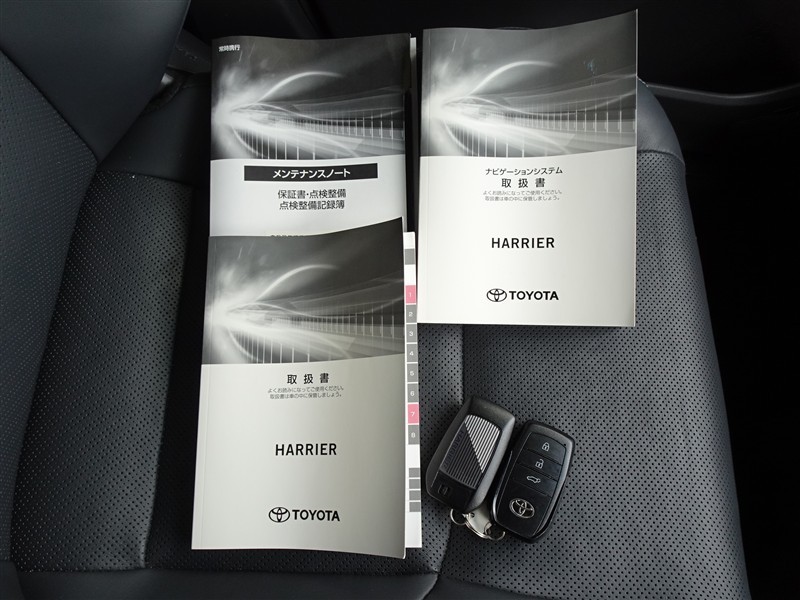 常時携行
メンテナンスノート
保証書・点検整備
点検整備記録簿
ナビゲーションシステム
取扱書
よくお読みになってご使用ください。
取扱書は車の中に保管しましょう。
HARRIER
TOYOTA
取扱書
よくお読みになってご使用ください。
取扱書は車の中に保管しましょう。
HARRIER
TOYOTA
1
2
3
4
5
6
7
8